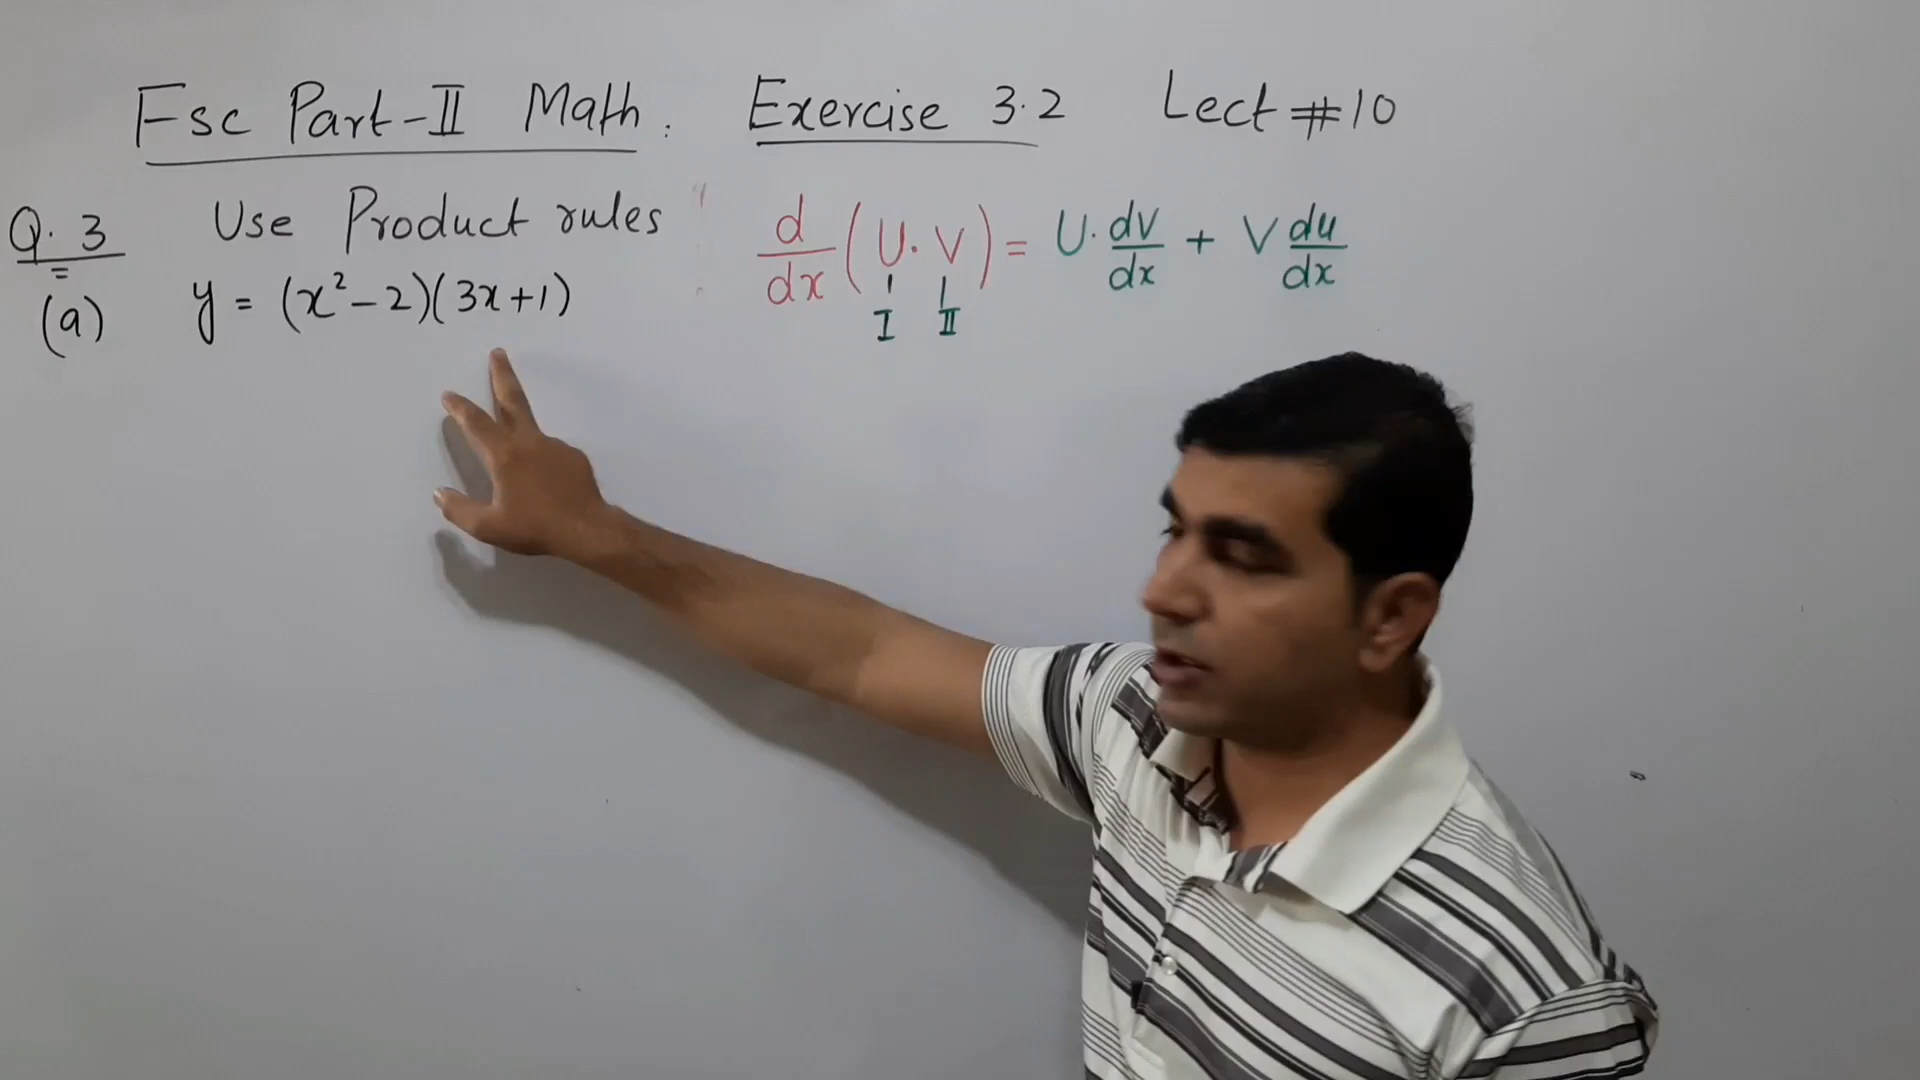 Fsc Part-II Math. Exercise 3.2 Lect #10
Q.3 Use Product rules
(a) y = (x²-2)(3x+1)
d/dx (U·V) = U·dv/dx + V du/dx
I II